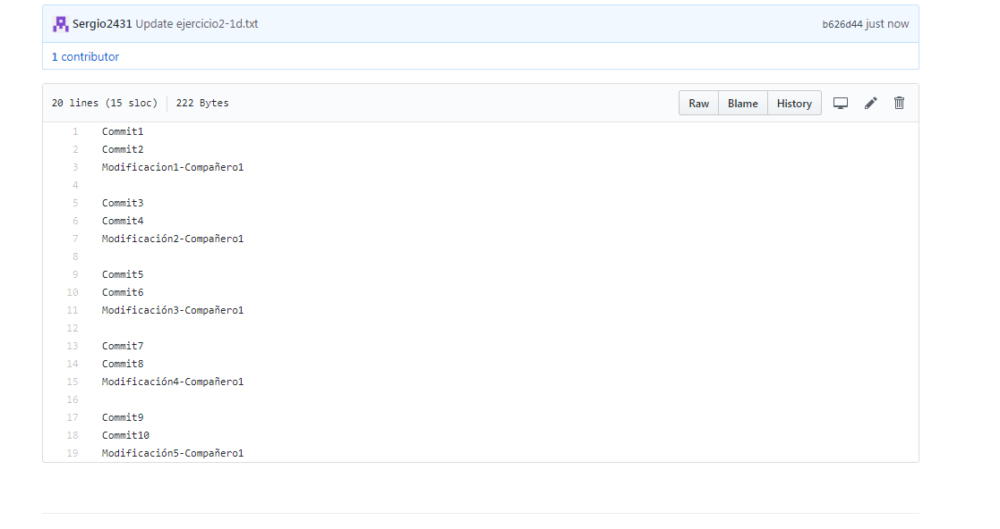 Sergio2431 Update ejercicio2-1d.txt b626d44 just now
1 contributor
20 lines (15 sloc) 222 Bytes Raw Blame History
1 Commit1
2 Commit2
3 Modificacion1-Compañero1
4
5 Commit3
6 Commit4
7 Modificación2-Compañero1
8
9 Commit5
10 Commit6
11 Modificación3-Compañero1
12
13 Commit7
14 Commit8
15 Modificación4-Compañero1
16
17 Commit9
18 Commit10
19 Modificación5-Compañero1